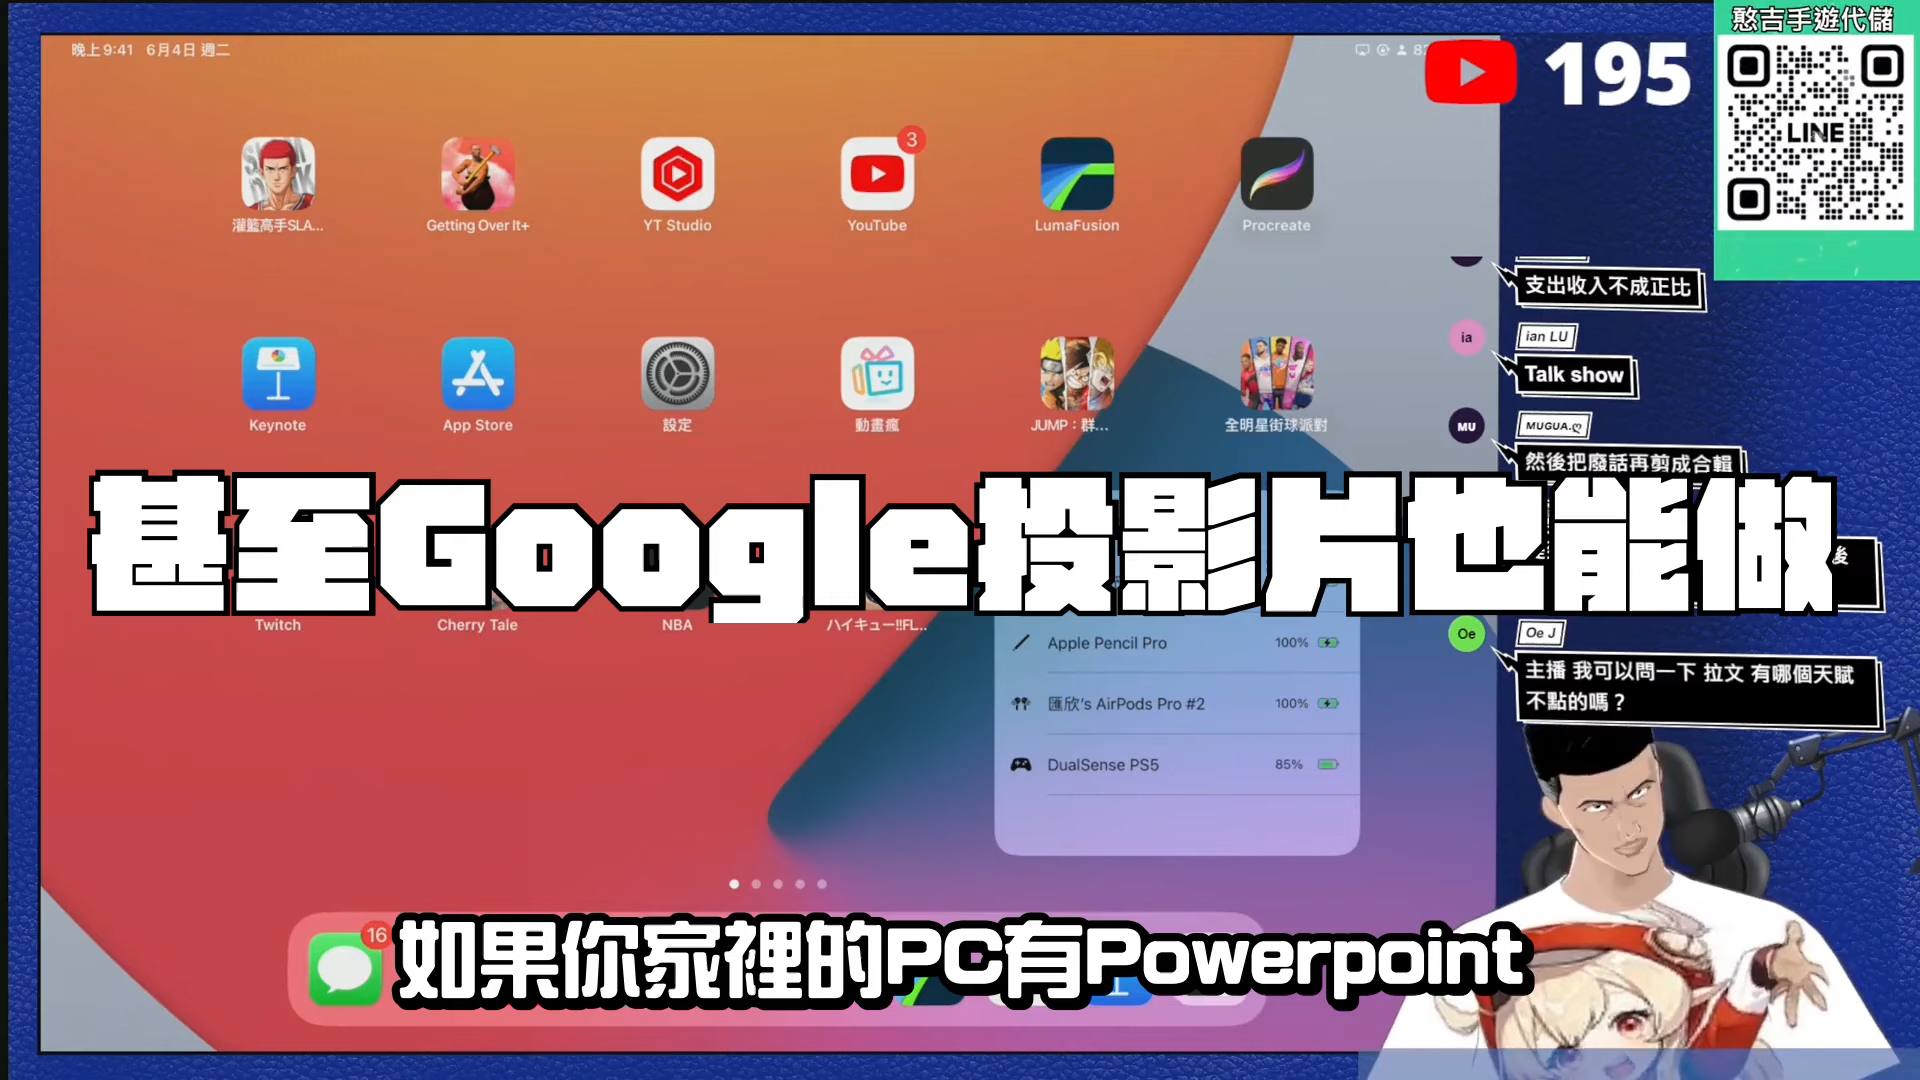 晚上9:41 6月4日 週二
195
憨吉手遊代儲
LINE
3
灌籃高手SLA...
Getting Over It+
YT Studio
YouTube
LumaFusion
Procreate
支出收入不成正比
ia
ian LU
Talk show
Keynote
App Store
設定
動畫瘋
JUMP：群...
全明星街球派對
MU
MUGUA.ღ
然後把廢話再剪成合輯
甚至Google投影片也能做
後
Twitch
Cherry Tale
NBA
ハイキュー!!FL...
Apple Pencil Pro 100%
匯欣's AirPods Pro #2 100%
DualSense PS5 85%
Oe
Oe J
主播 我可以問一下 拉文 有哪個天賦
不點的嗎？
16
如果你家裡的PC有Powerpoint